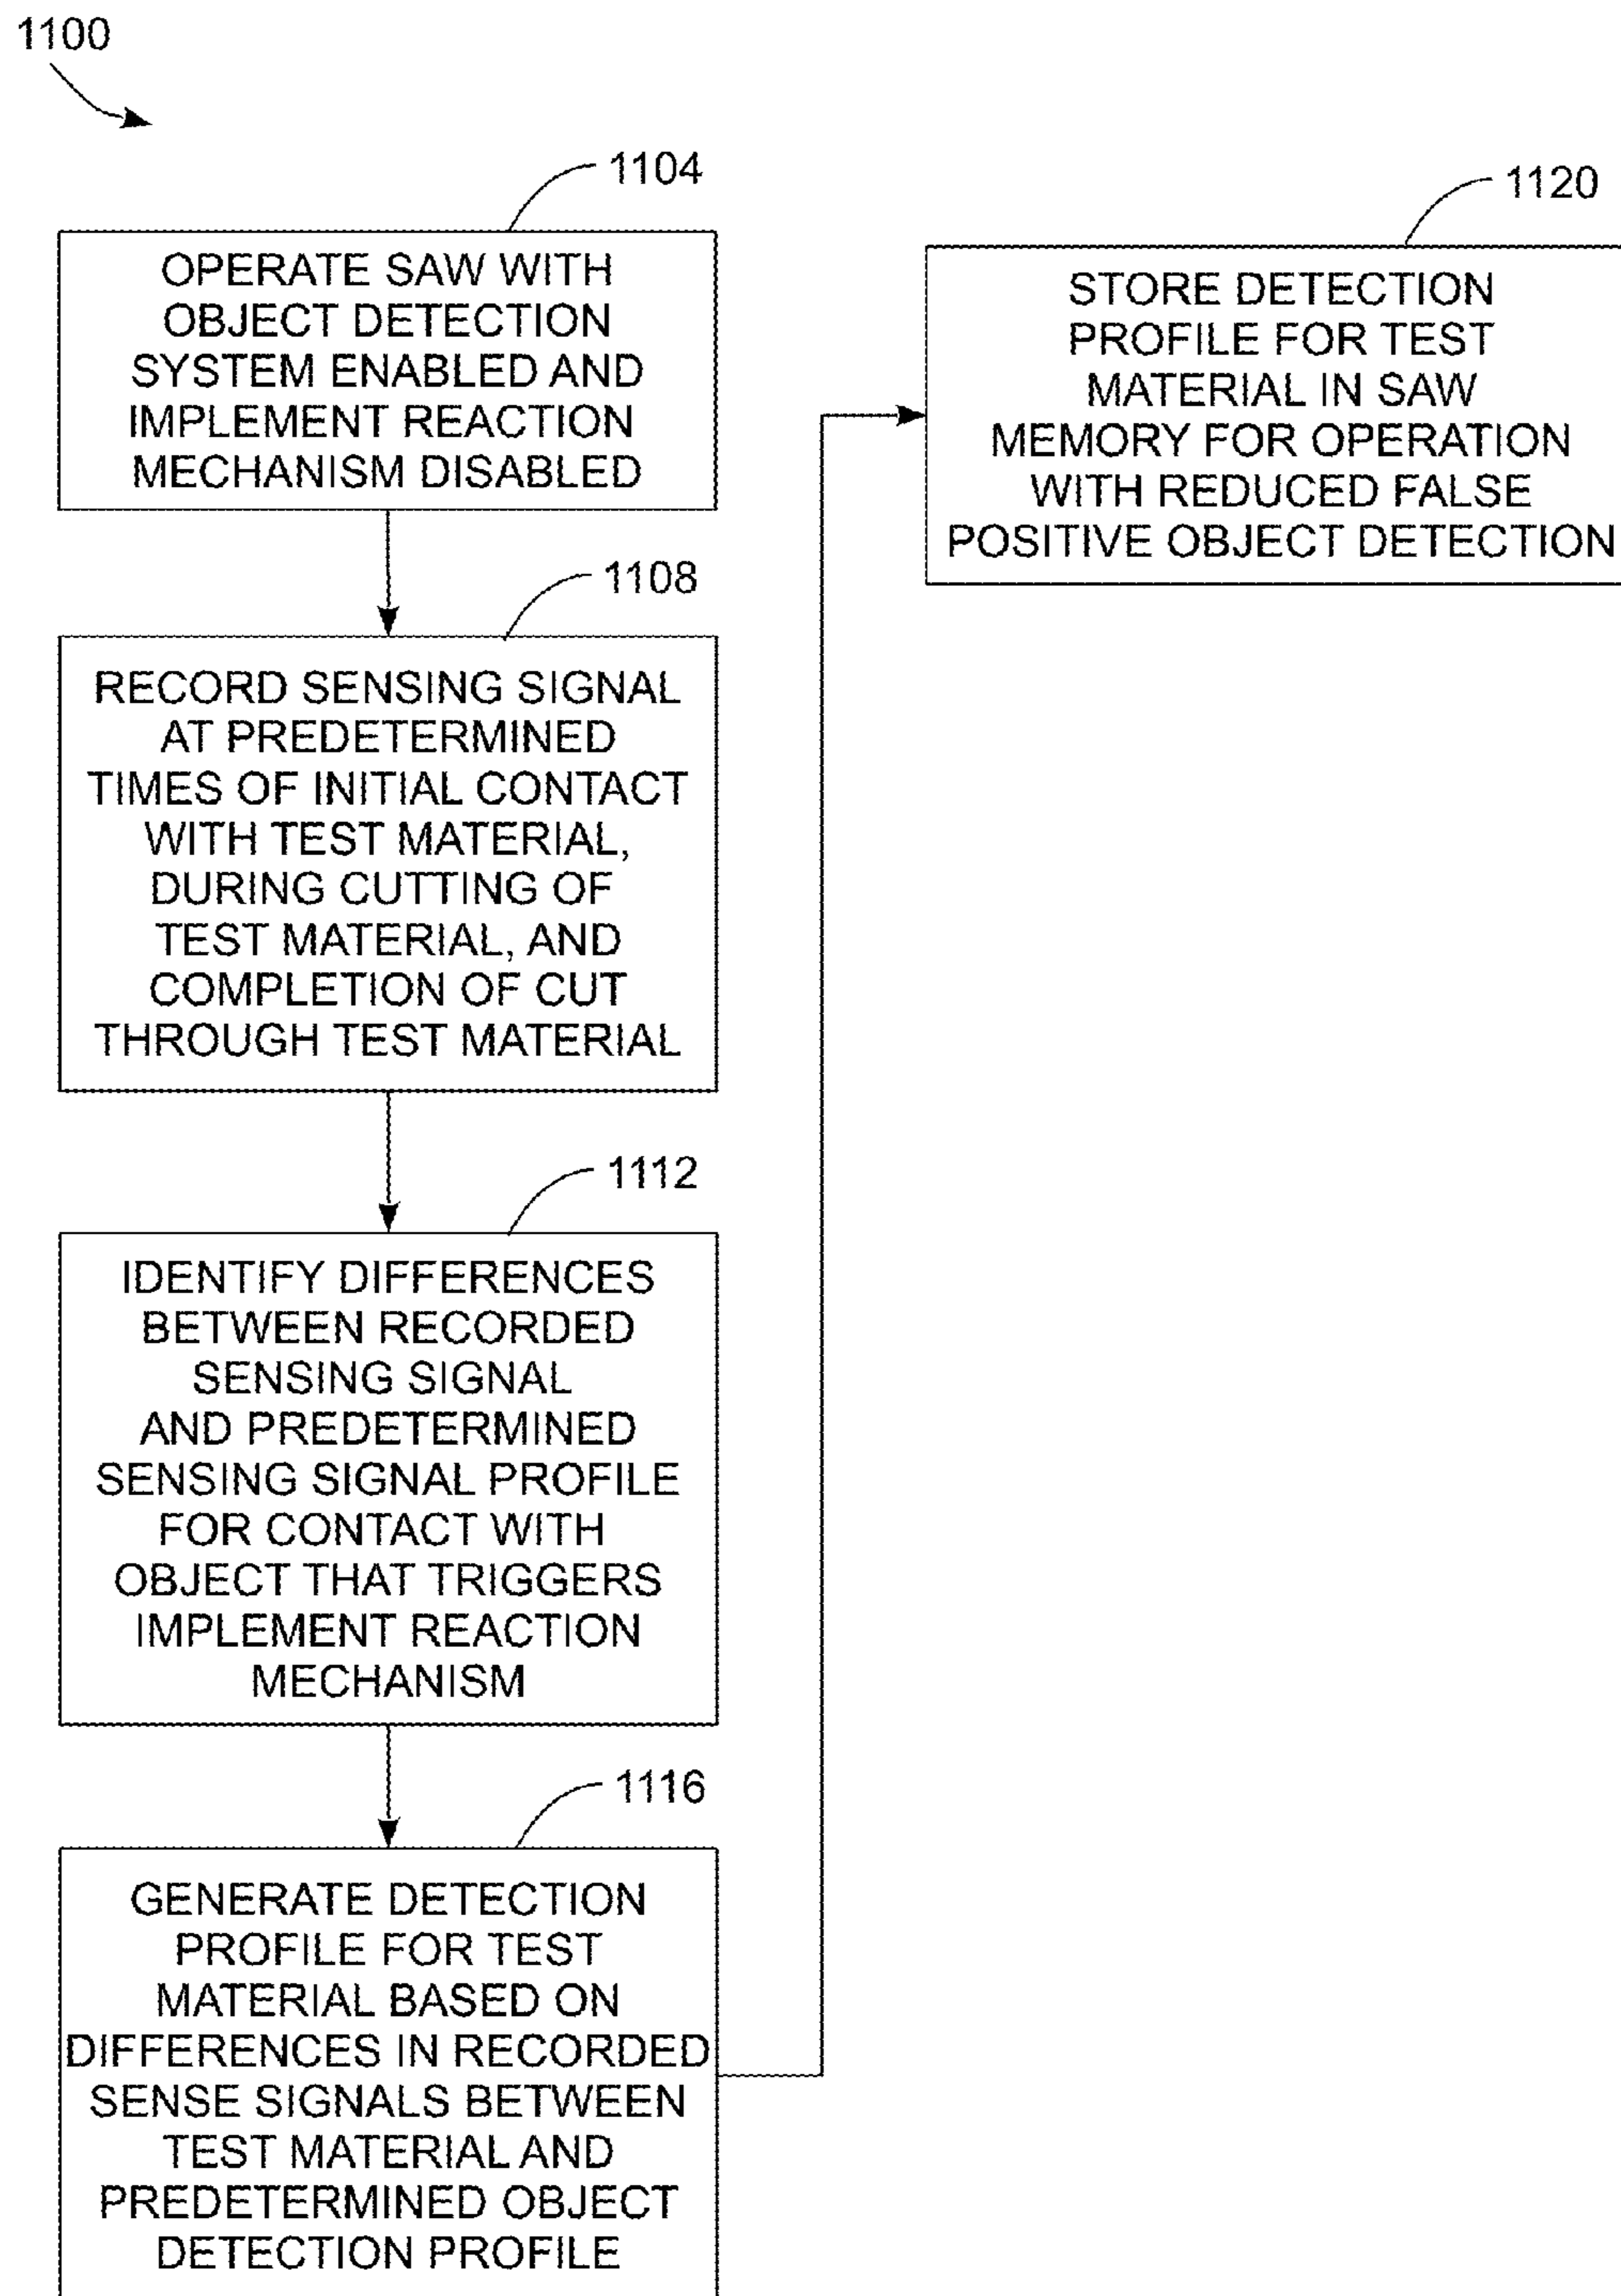 1100
1104
OPERATE SAW WITH
OBJECT DETECTION
SYSTEM ENABLED AND
IMPLEMENT REACTION
MECHANISM DISABLED
1108
RECORD SENSING SIGNAL
AT PREDETERMINED
TIMES OF INITIAL CONTACT
WITH TEST MATERIAL,
DURING CUTTING OF
TEST MATERIAL, AND
COMPLETION OF CUT
THROUGH TEST MATERIAL
1112
IDENTIFY DIFFERENCES
BETWEEN RECORDED
SENSING SIGNAL
AND PREDETERMINED
SENSING SIGNAL PROFILE
FOR CONTACT WITH
OBJECT THAT TRIGGERS
IMPLEMENT REACTION
MECHANISM
1116
GENERATE DETECTION
PROFILE FOR TEST
MATERIAL BASED ON
DIFFERENCES IN RECORDED
SENSE SIGNALS BETWEEN
TEST MATERIAL AND
PREDETERMINED OBJECT
DETECTION PROFILE
1120
STORE DETECTION
PROFILE FOR TEST
MATERIAL IN SAW
MEMORY FOR OPERATION
WITH REDUCED FALSE
POSITIVE OBJECT DETECTION